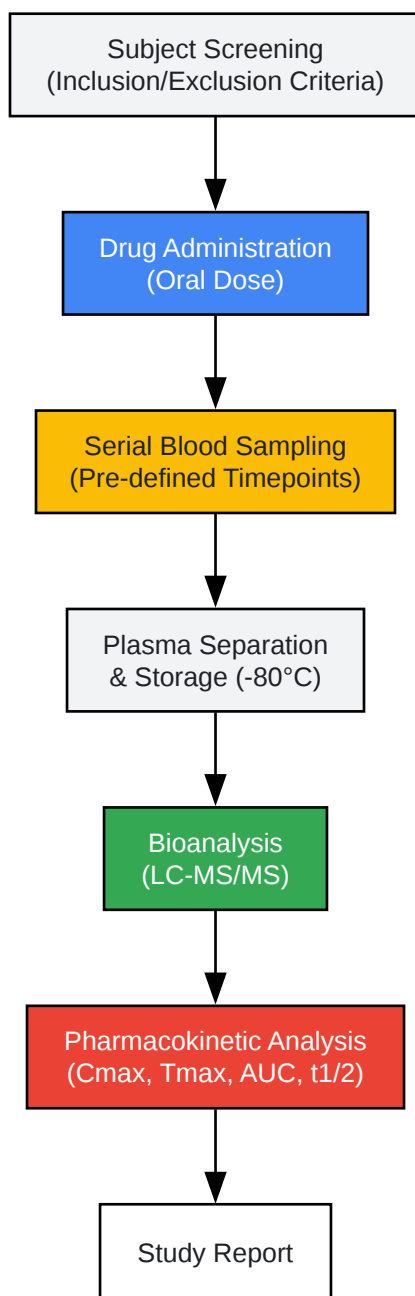 Subject Screening
(Inclusion/Exclusion Criteria)
Drug Administration
(Oral Dose)
Serial Blood Sampling
(Pre-defined Timepoints)
Plasma Separation
& Storage (-80°C)
Bioanalysis
(LC-MS/MS)
Pharmacokinetic Analysis
(Cmax, Tmax, AUC, t1/2)
Study Report